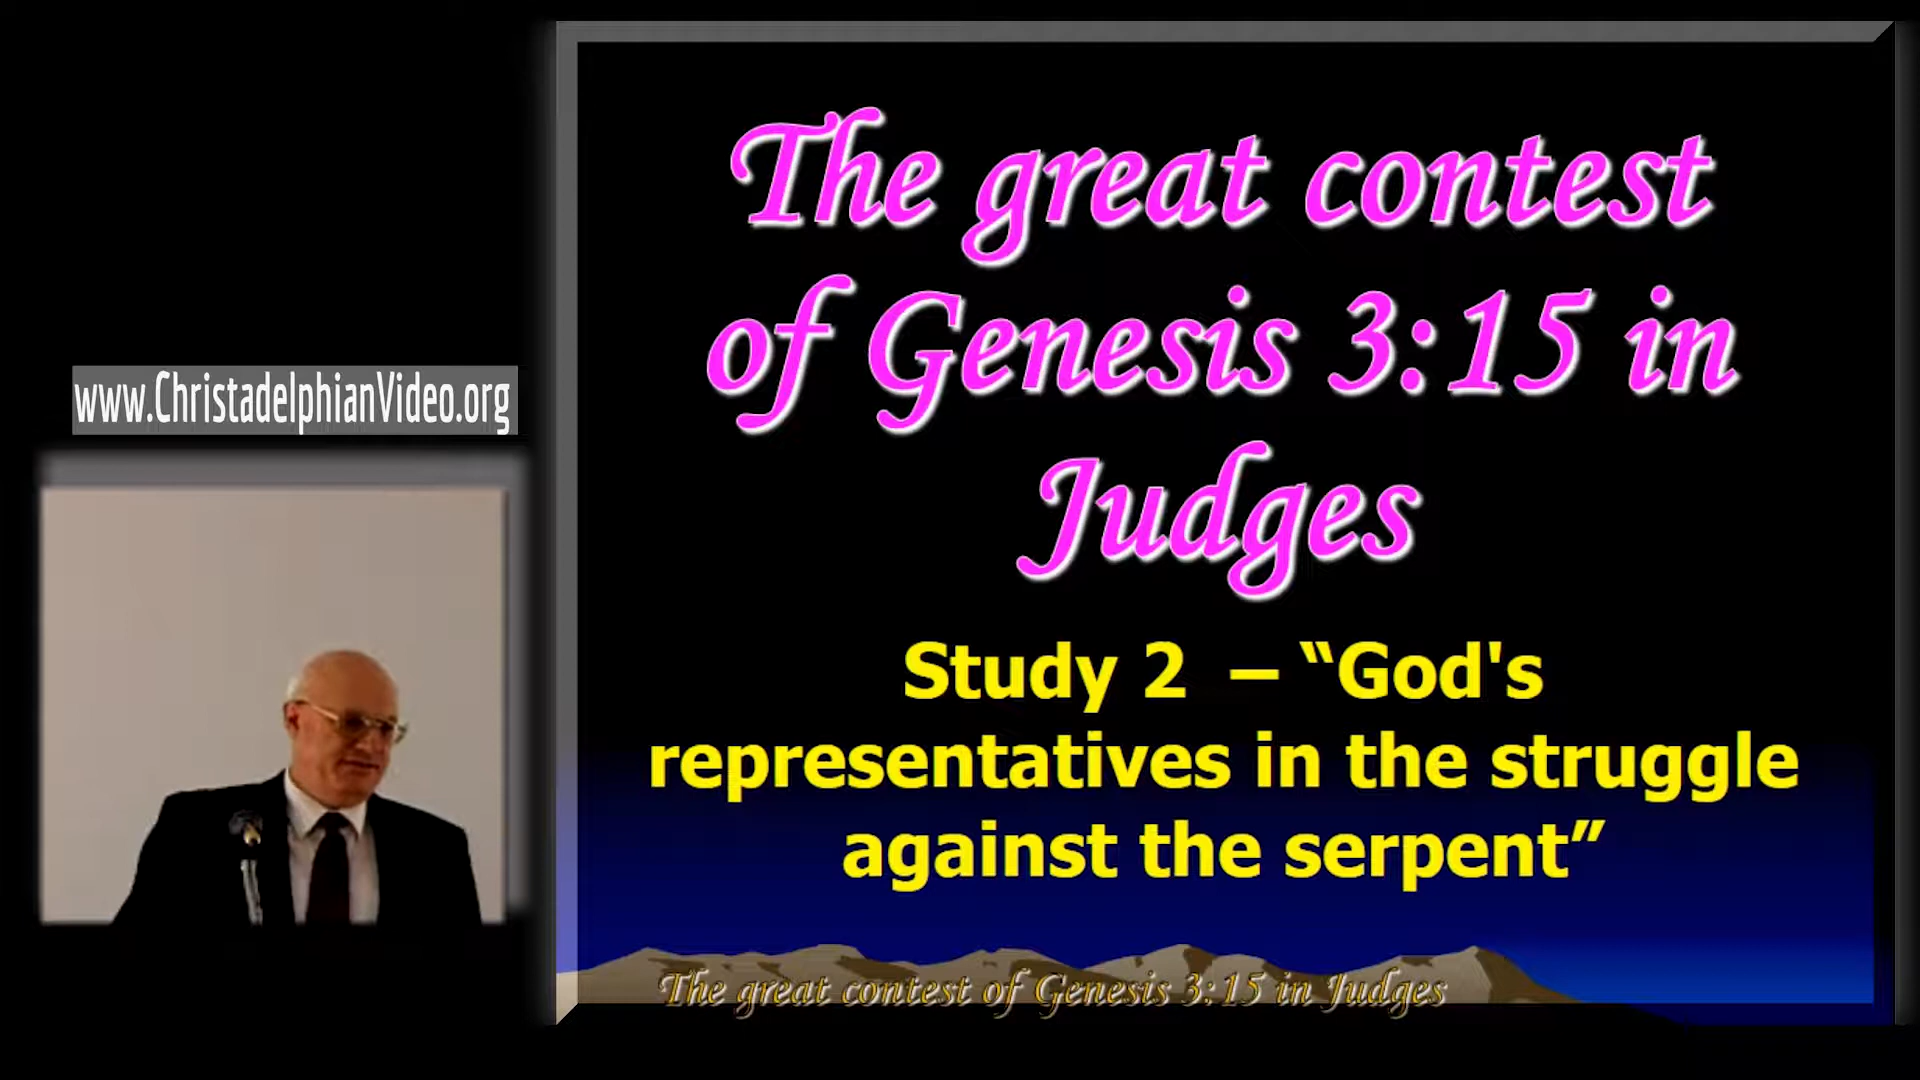 www.ChristadelphianVideo.org
The great contest
of Genesis 3:15 in
Judges
Study 2 – “God's
representatives in the struggle
against the serpent”
The great contest of Genesis 3:15 in Judges